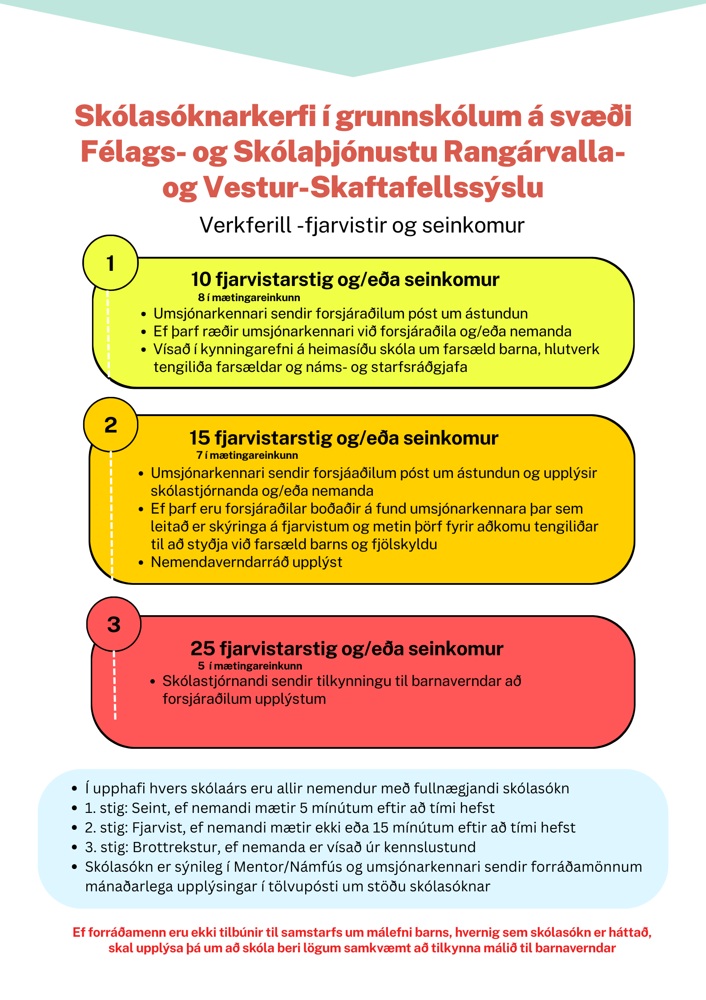 Skólasóknarkerfi í grunnskólum á svæði
Félags- og Skólaþjónustu Rangárvalla-
og Vestur-Skaftafellssýslu
Verkferill -fjarvistir og seinkomur
1
10 fjarvistarstig og/eða seinkomur
8 í mætingareinkunn
• Umsjónarkennari sendir forsjáraðilum póst um ástundun
• Ef þarf ræðir umsjónarkennari við forsjáraðila og/eða nemanda
• Vísað í kynningarefni á heimasíðu skóla um farsæld barna, hlutverk
tengiliða farsældar og náms- og starfsráðgjafa
2
15 fjarvistarstig og/eða seinkomur
7 í mætingareinkunn
• Umsjónarkennari sendir forsjáaðilum póst um ástundun og upplýsir
skólastjórnanda og/eða nemanda
• Ef þarf eru forsjáraðilar boðaðir á fund umsjónarkennara þar sem
leitað er skýringa á fjarvistum og metin þörf fyrir aðkomu tengiliðar
til að styðja við farsæld barns og fjölskyldu
• Nemendaverndarráð upplýst
3
25 fjarvistarstig og/eða seinkomur
5 í mætingareinkunn
• Skólastjórnandi sendir tilkynningu til barnaverndar að
forsjáraðilum upplýstum
• Í upphafi hvers skólaárs eru allir nemendur með fullnægjandi skólasókn
• 1. stig: Seint, ef nemandi mætir 5 mínútum eftir að tími hefst
• 2. stig: Fjarvist, ef nemandi mætir ekki eða 15 mínútum eftir að tími hefst
• 3. stig: Brottrekstur, ef nemanda er vísað úr kennslustund
• Skólasókn er sýnileg í Mentor/Námfús og umsjónarkennari sendir forráðamönnum
mánaðarlega upplýsingar í tölvupósti um stöðu skólasóknar
Ef forráðamenn eru ekki tilbúnir til samstarfs um málefni barns, hvernig sem skólasókn er háttað,
skal upplýsa þá um að skóla beri lögum samkvæmt að tilkynna málið til barnaverndar